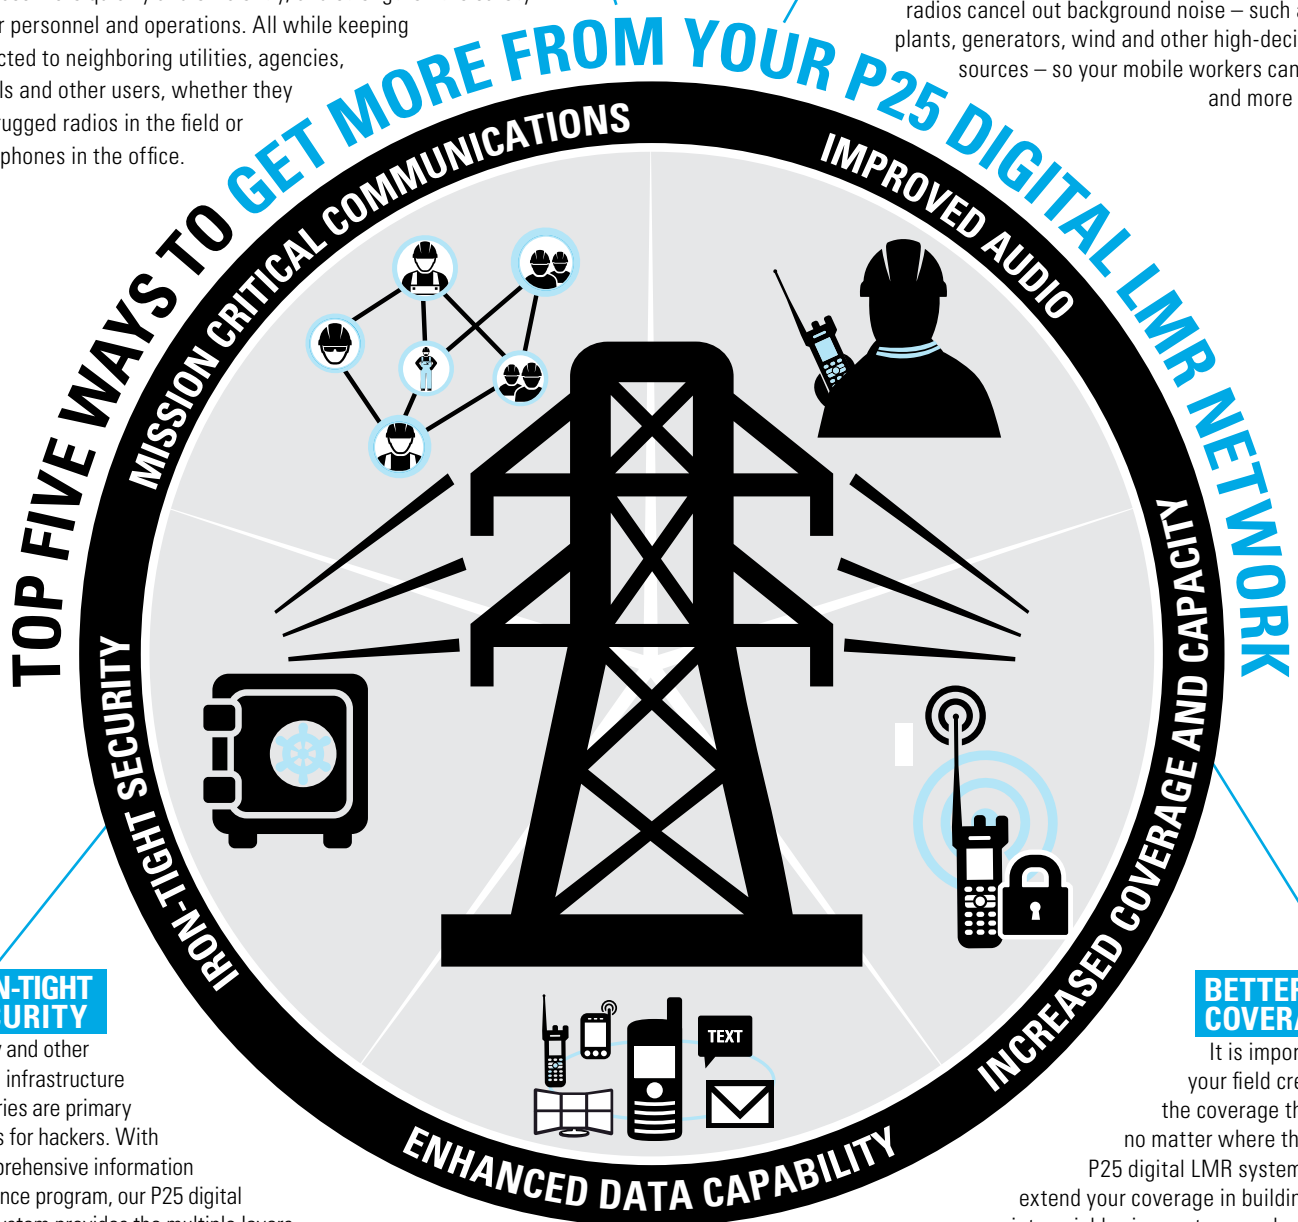 r personnel and operations. All while keeping
cted to neighboring utilities, agencies,
ls and other users, whether they
rugged radios in the field or
phones in the office.
radios cancel out background noise – such a
plants, generators, wind and other high-deci
sources – so your mobile workers can
and more
TOP FIVE WAYS TO GET MORE FROM YOUR P25 DIGITAL LMR NETWORK
MISSION CRITICAL COMMUNICATIONS
IMPROVED AUDIO
INCREASED COVERAGE AND CAPACITY
ENHANCED DATA CAPABILITY
IRON-TIGHT SECURITY
TEXT
N-TIGHT
URITY
y and other
infrastructure
ries are primary
s for hackers. With
prehensive information
nce program, our P25 digital
BETTER
COVERA
It is impor
your field cre
the coverage th
no matter where th
P25 digital LMR system
extend your coverage in buildin